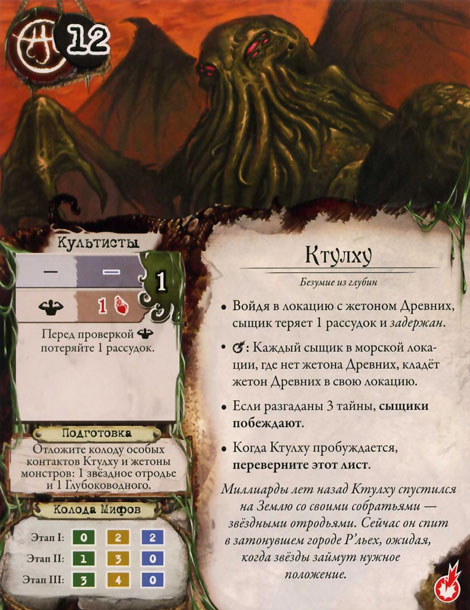 12
Культисты
— —
1
1
Перед проверкой
потеряйте 1 рассудок.
Подготовка
Отложите колоду особых
контактов Ктулху и жетоны
монстров: 1 звёздное отродье
и 1 Глубоководного.
Колода Мифов
Этап I: 0 2 2
Этап II: 1 3 0
Этап III: 3 4 0
Ктулху
Безумие из глубин
• Войдя в локацию с жетоном Древних,
сыщик теряет 1 рассудок и задержан.
• : Каждый сыщик в морской лока-
ции, где нет жетона Древних, кладёт
жетон Древних в свою локацию.
• Если разгаданы 3 тайны, сыщики
побеждают.
• Когда Ктулху пробуждается,
переверните этот лист.
Миллиарды лет назад Ктулху спустился
на Землю со своими собратьями —
звёздными отродьями. Сейчас он спит
в затонувшем городе Р'льех, ожидая,
когда звёзды займут нужное
положение.